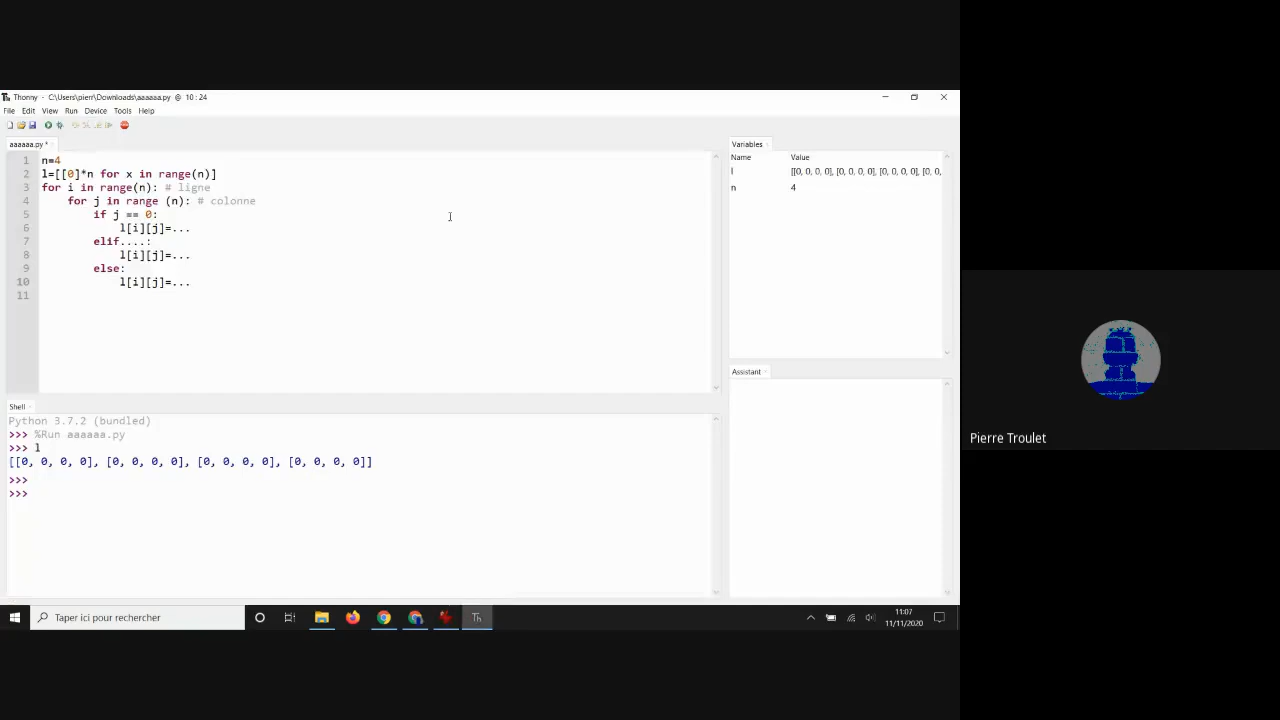 Thonny - C:\Users\pierr\Downloads\aaaaaa.py @ 10 : 24
File Edit View Run Device Tools Help
aaaaaa.py *
1 n=4
2 l=[[0]*n for x in range(n)]
3 for i in range(n): # ligne
4 for j in range (n): # colonne
5 if j == 0:
6 l[i][j]=...
7 elif....:
8 l[i][j]=...
9 else:
10 l[i][j]=...
11
Variables
Name Value
l [[0, 0, 0, 0], [0, 0, 0, 0], [0, 0, 0, 0], [0, 0,
n 4
Assistant
Shell
Python 3.7.2 (bundled)
>>> %Run aaaaaa.py
>>> l
[[0, 0, 0, 0], [0, 0, 0, 0], [0, 0, 0, 0], [0, 0, 0, 0]]
>>>
>>>
Pierre Troulet
Taper ici pour rechercher
Th
11:07
11/11/2020